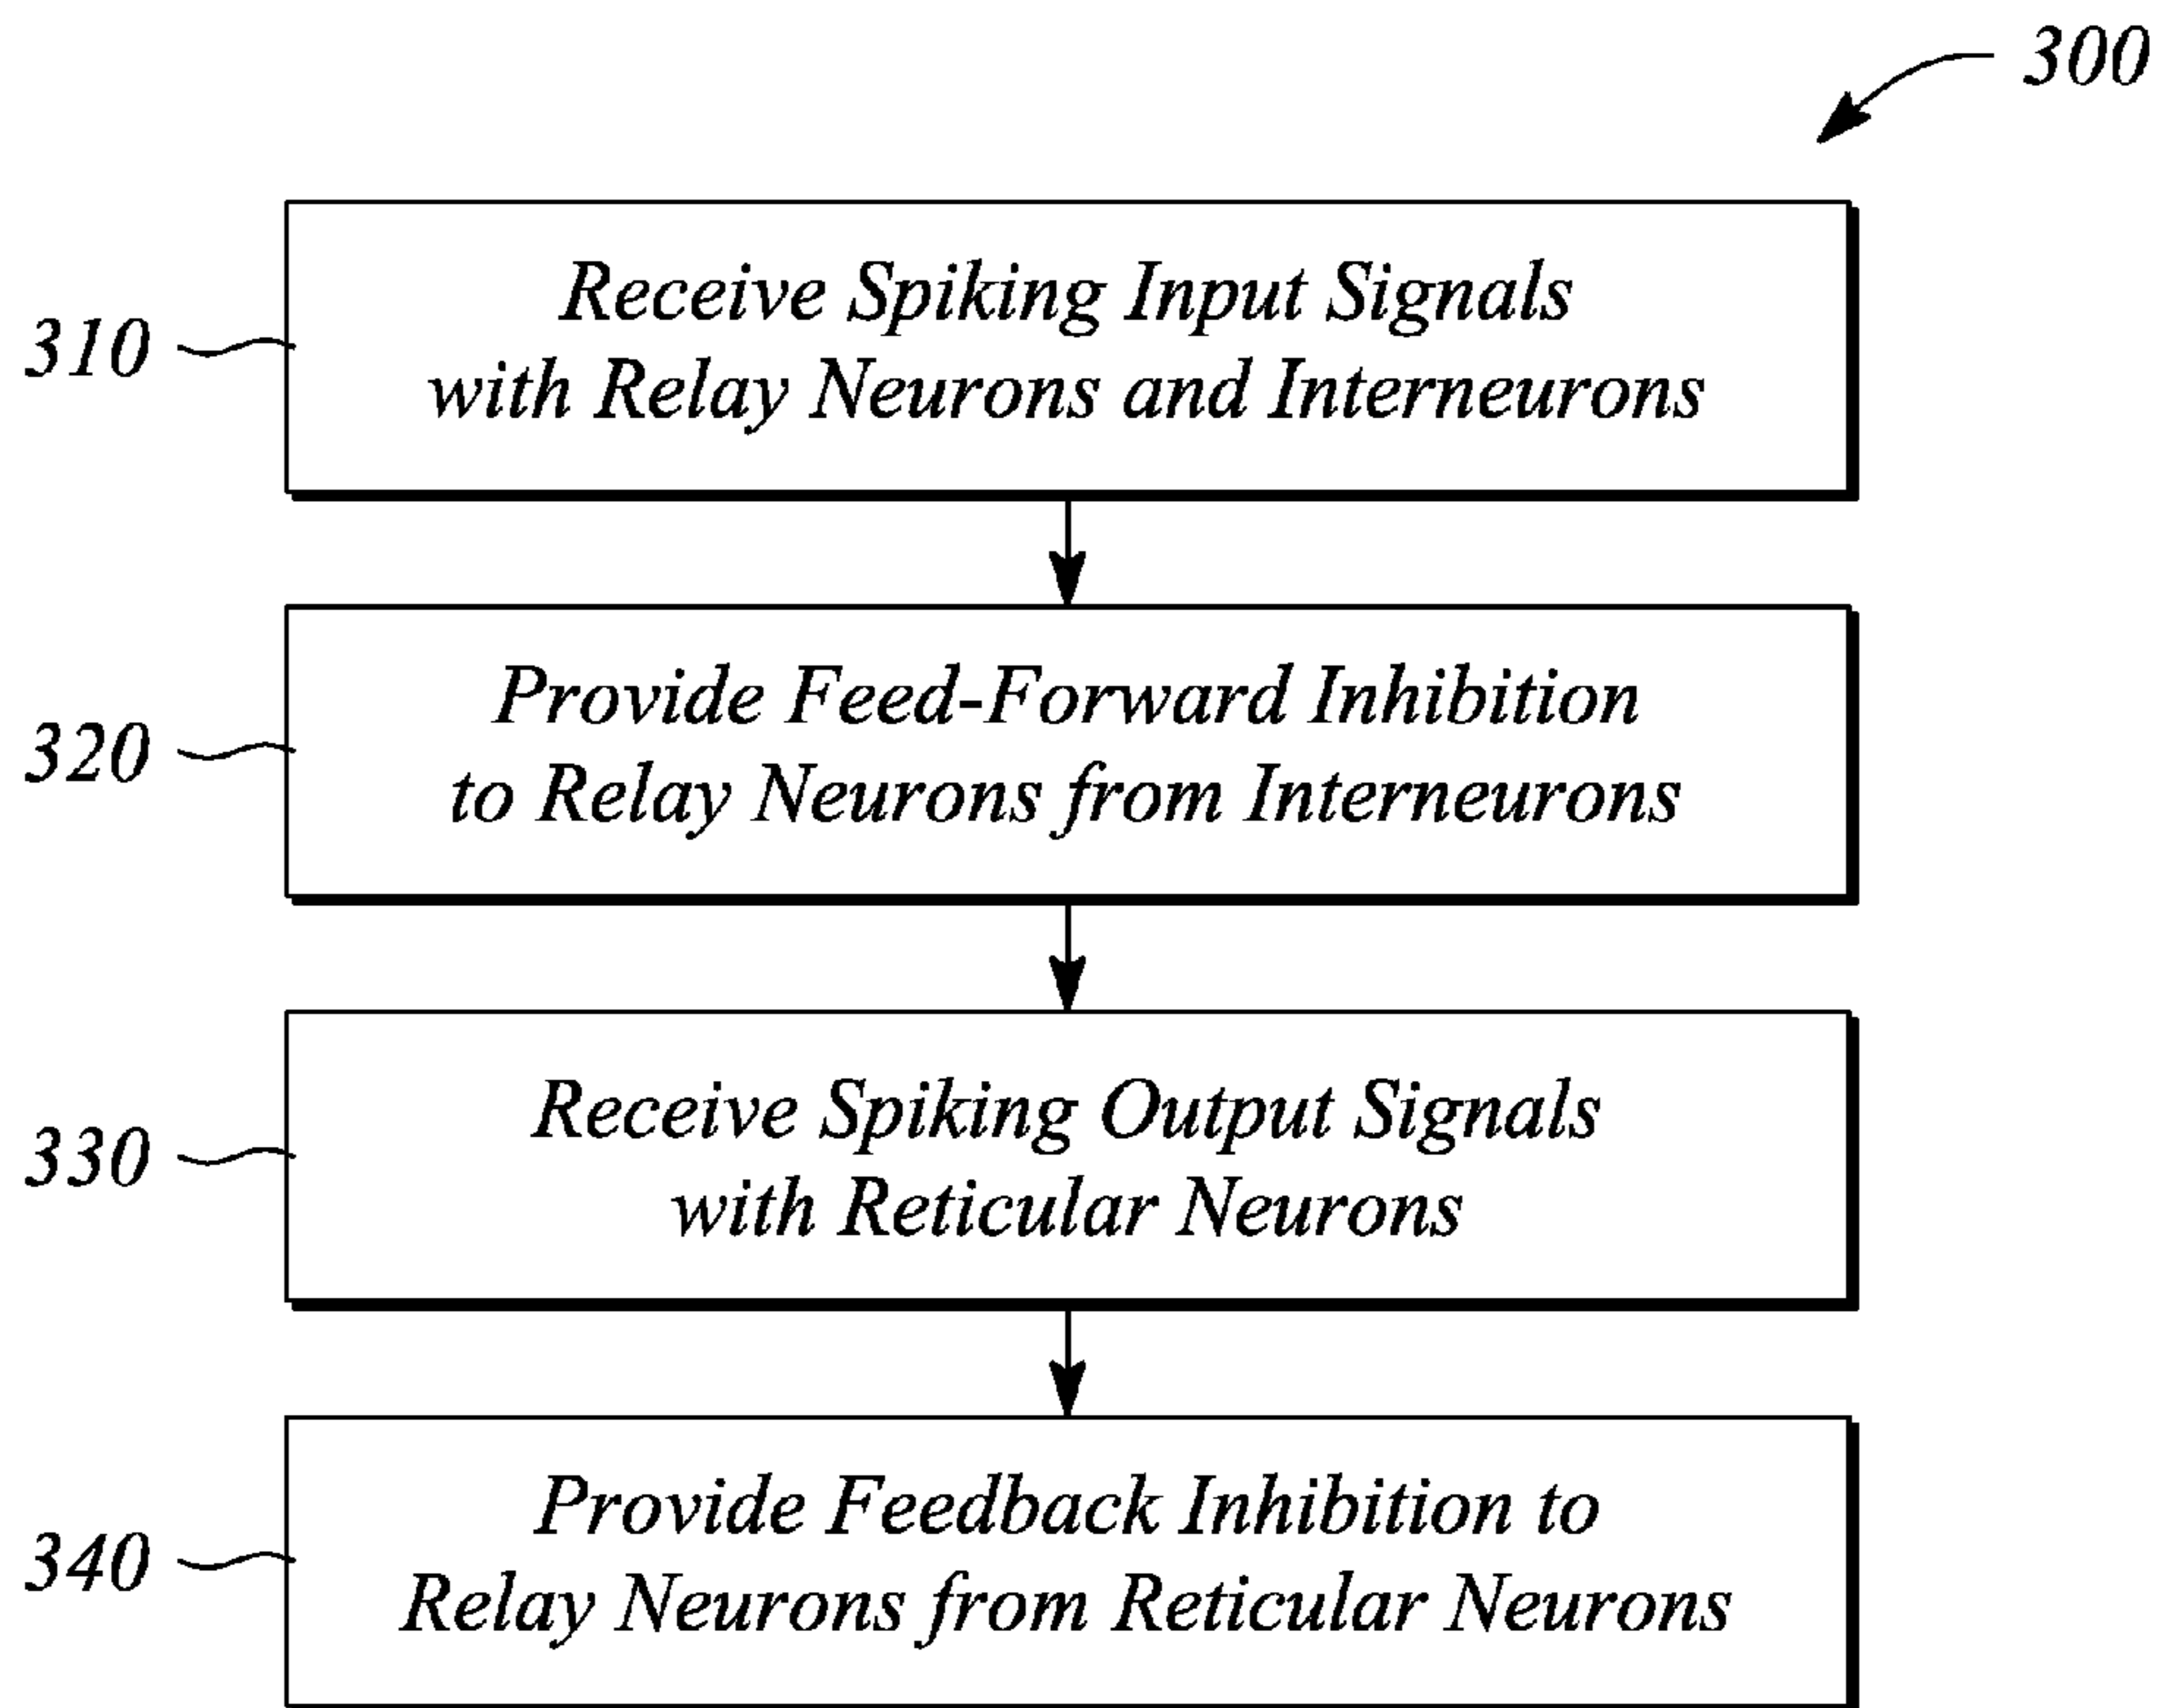 300
310
Receive Spiking Input Signals
with Relay Neurons and Interneurons
320
Provide Feed-Forward Inhibition
to Relay Neurons from Interneurons
330
Receive Spiking Output Signals
with Reticular Neurons
340
Provide Feedback Inhibition to
Relay Neurons from Reticular Neurons